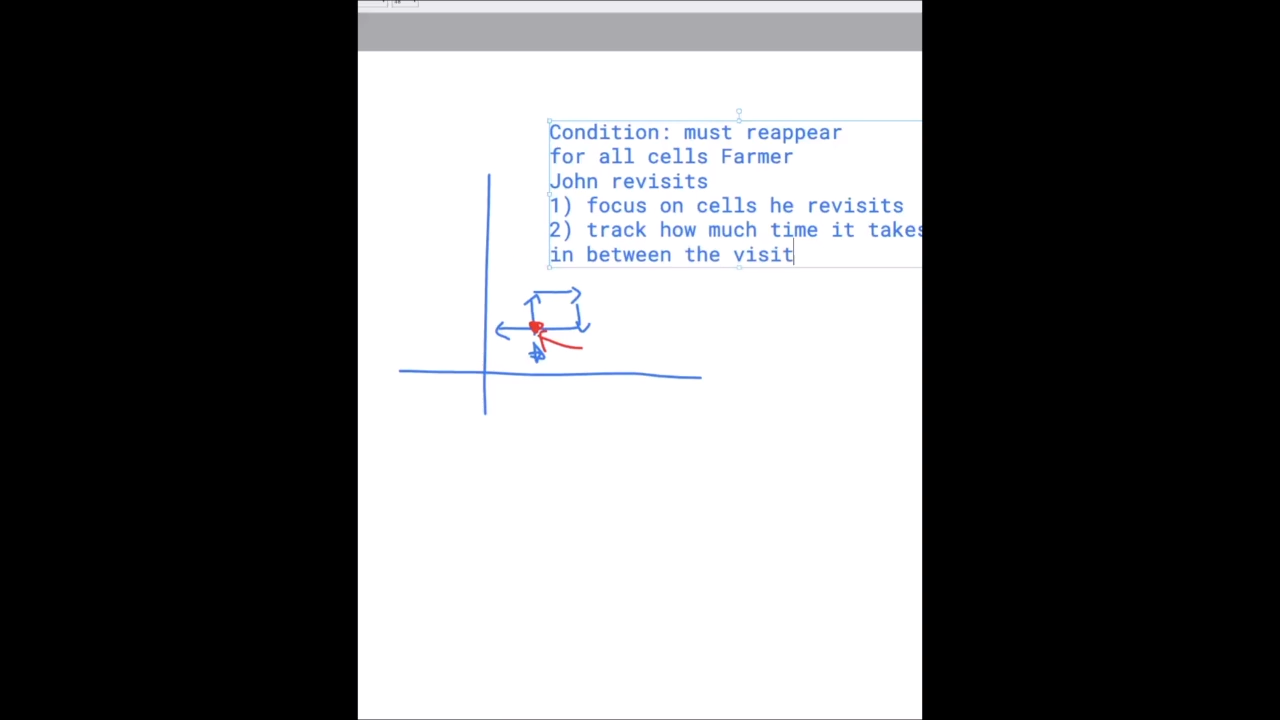 Condition: must reappear
for all cells Farmer
John revisits
1) focus on cells he revisits
2) track how much time it takes
in between the visit